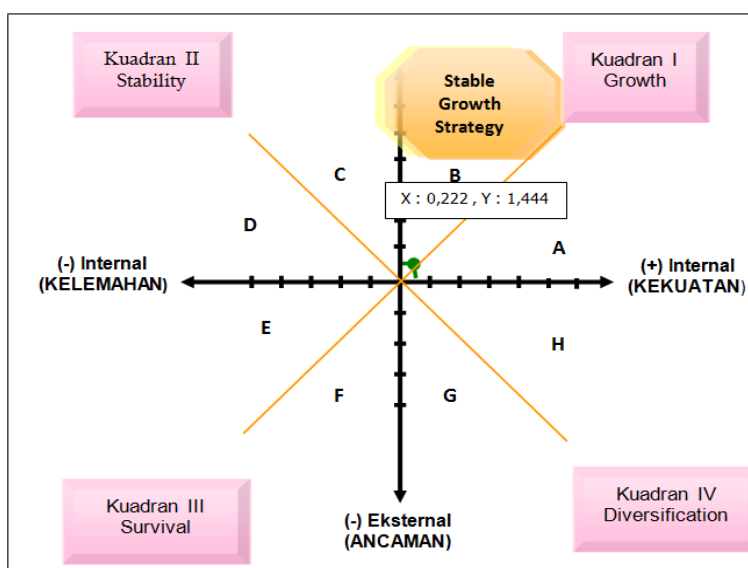 Kuadran II
Stability
Stable
Growth
Strategy
Kuadran I
Growth
C
B
X : 0,222 , Y : 1,444
D
A
(-) Internal
(KELEMAHAN)
(+) Internal
(KEKUATAN)
E
H
F
G
Kuadran III
Survival
(-) Eksternal
(ANCAMAN)
Kuadran IV
Diversification